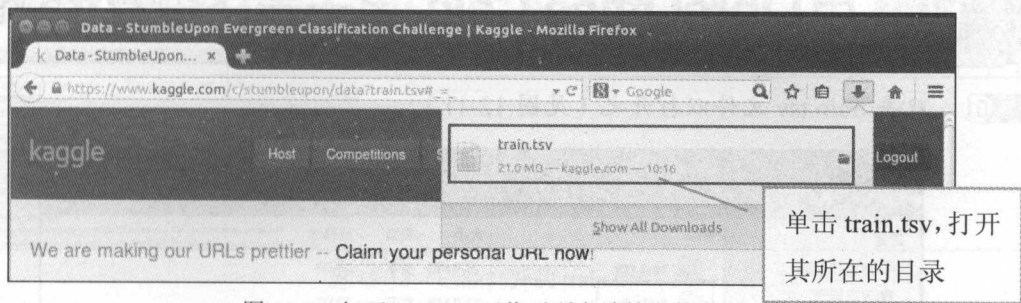 Data - StumbleUpon Evergreen Classification Challenge | Kaggle - Mozilla Firefox
k Data - StumbleUpon... ×
https://www.kaggle.com/c/stumbleupon/data?train.tsv#_=
Google
kaggle
Host Competitions
train.tsv
21.0 MB — kaggle.com — 10:16
Logout
Show All Downloads
We are making our URLs prettier -- Claim your personal URL now!
单击 train.tsv,打开
其所在的目录